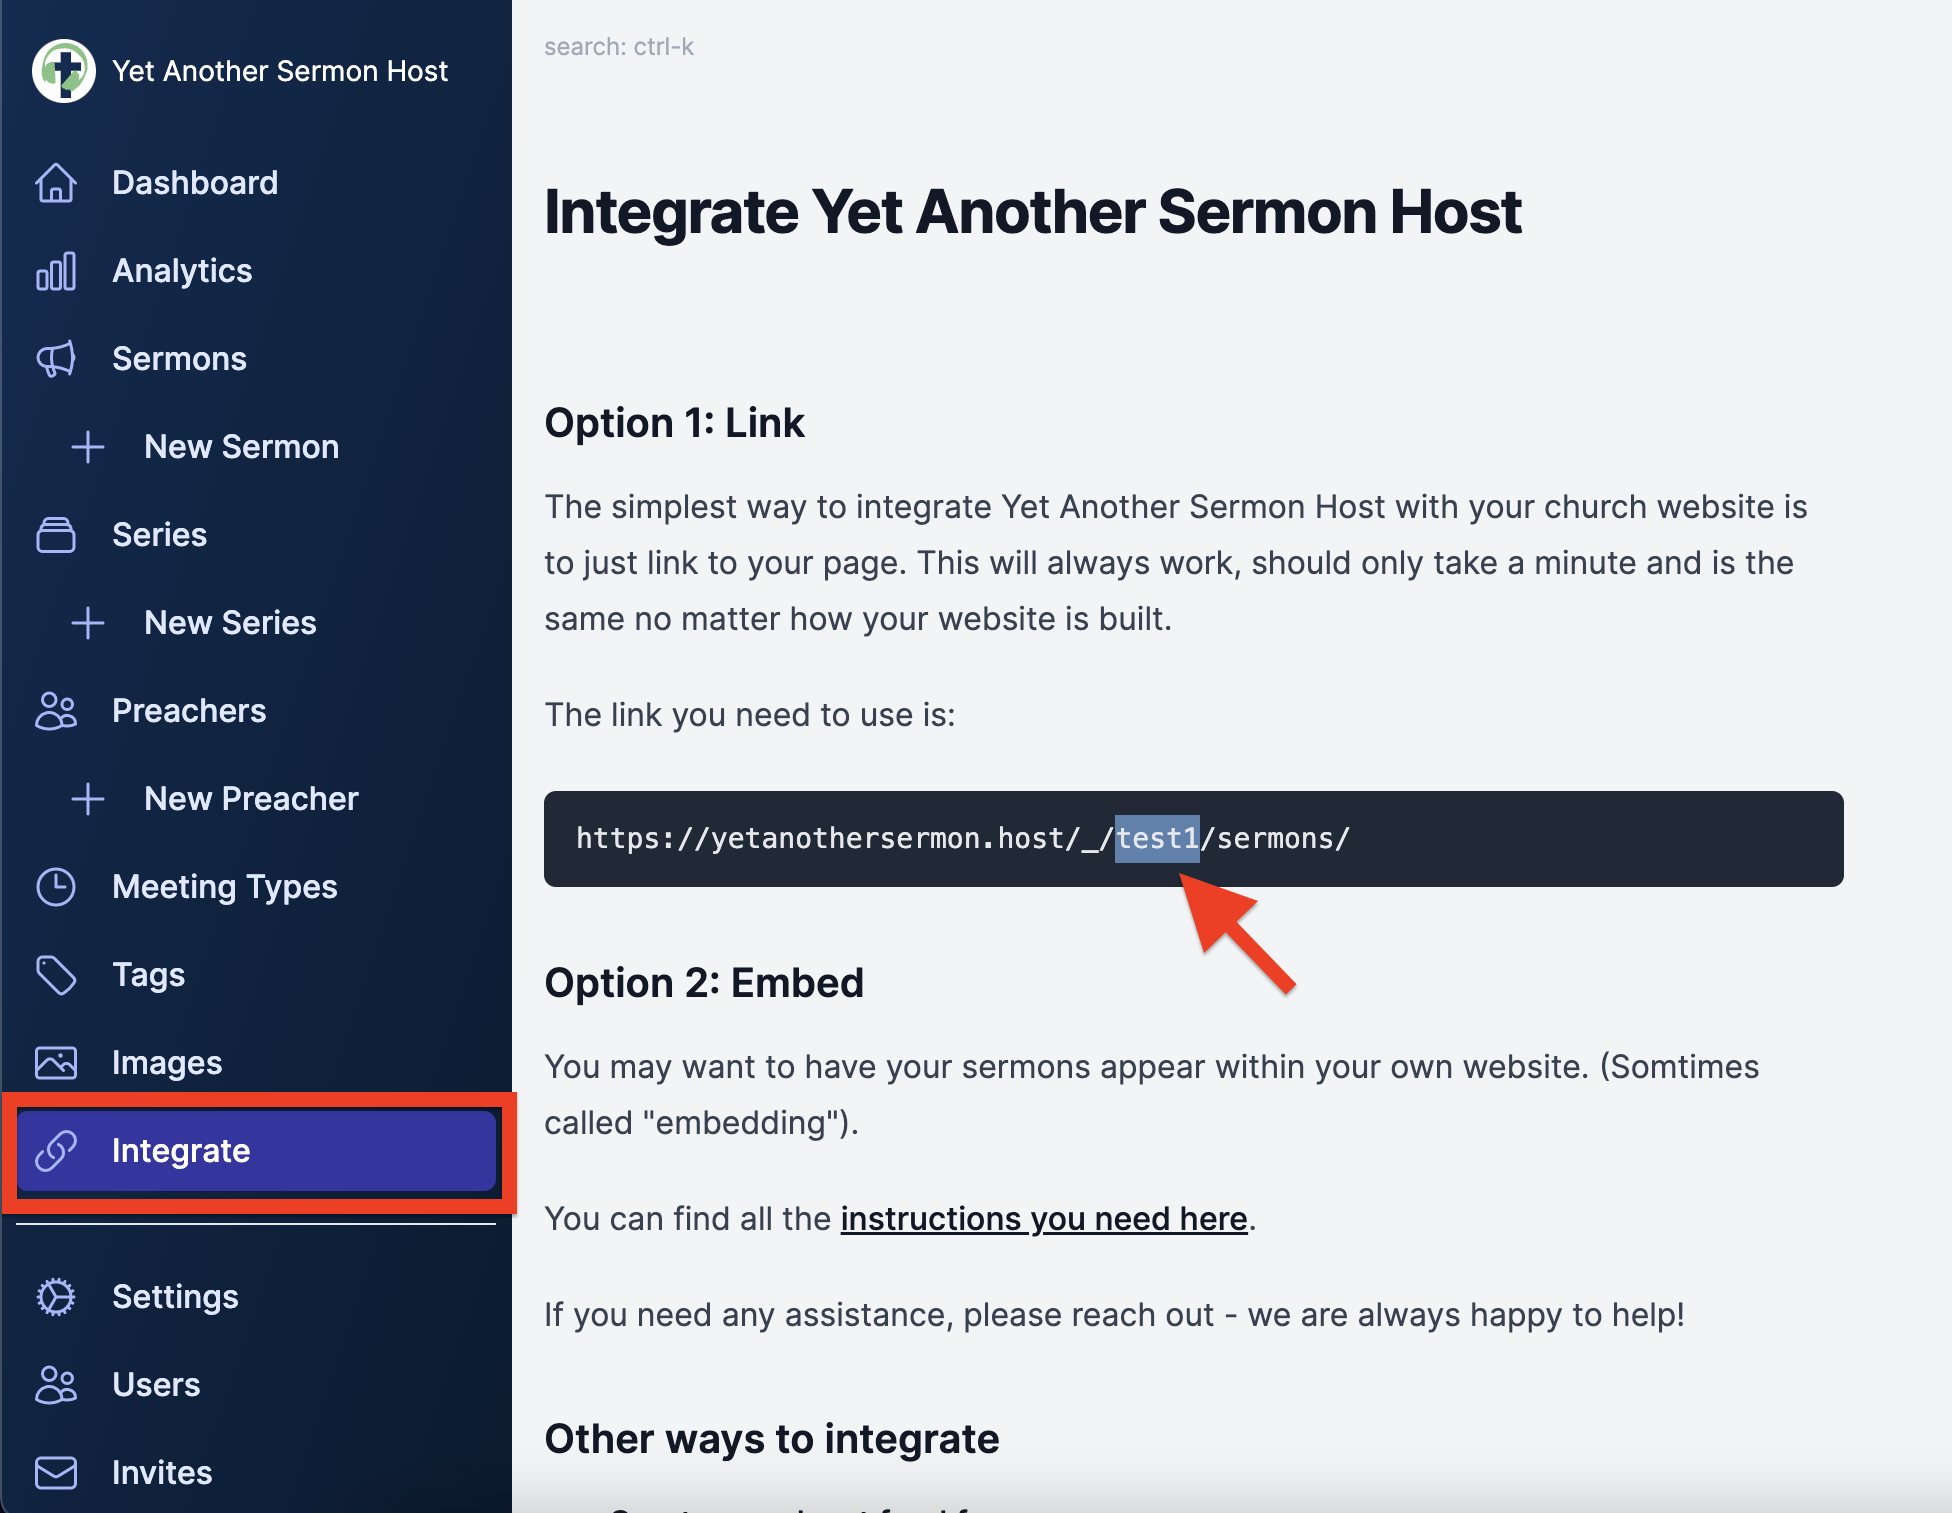 Yet Another Sermon Host
Dashboard
Analytics
Sermons
New Sermon
Series
New Series
Preachers
New Preacher
Meeting Types
Tags
Images
Integrate
Settings
Users
Invites
search: ctrl-k
Integrate Yet Another Sermon Host
Option 1: Link
The simplest way to integrate Yet Another Sermon Host with your church website is
to just link to your page. This will always work, should only take a minute and is the
same no matter how your website is built.
The link you need to use is:
https://yetanothersermon.host/_/test1/sermons/
Option 2: Embed
You may want to have your sermons appear within your own website. (Somtimes
called "embedding").
You can find all the instructions you need here.
If you need any assistance, please reach out - we are always happy to help!
Other ways to integrate